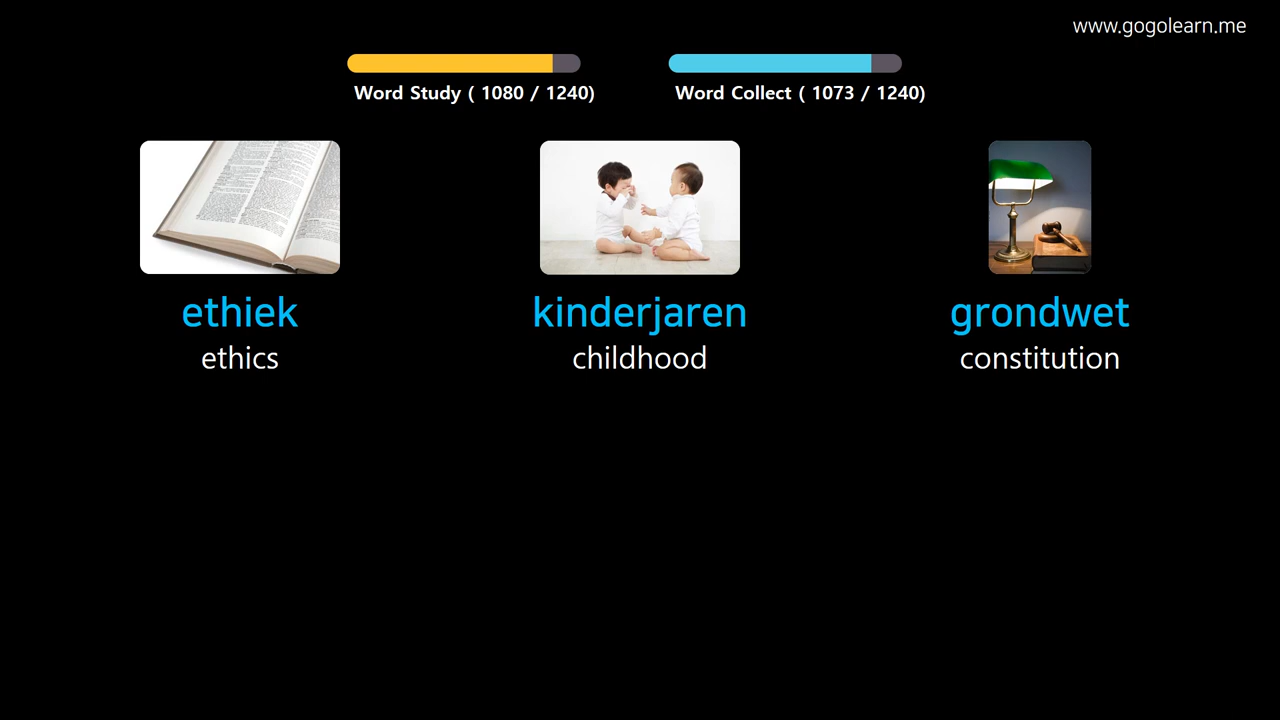 www.gogolearn.me
Word Study ( 1080 / 1240)
Word Collect ( 1073 / 1240)
ethiek
ethics
kinderjaren
childhood
grondwet
constitution